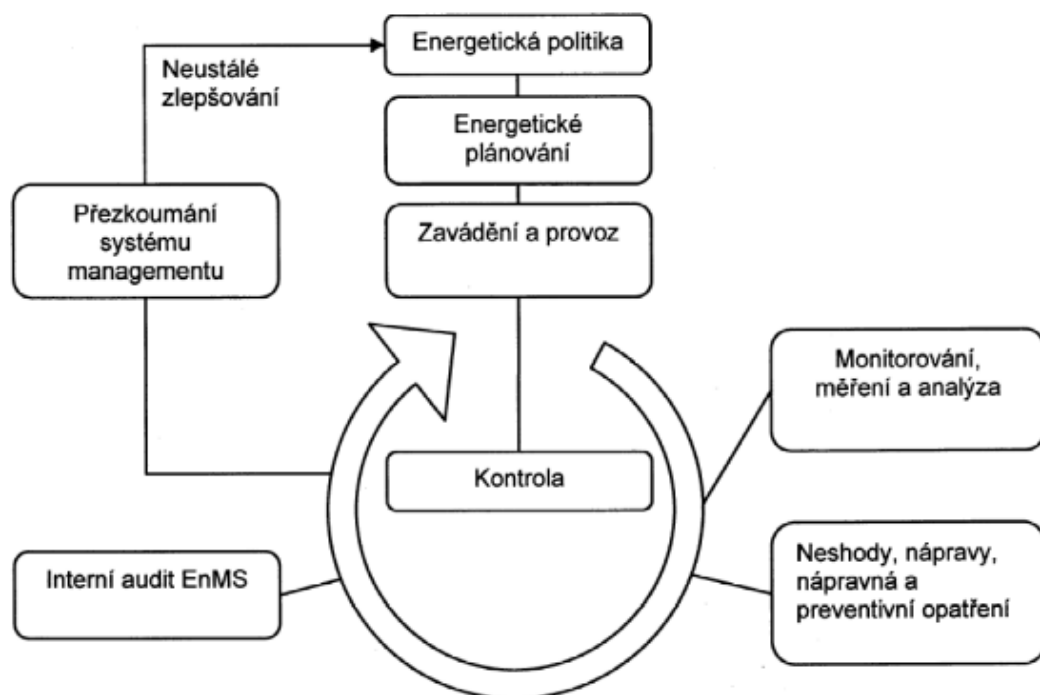 Energetická politika
Neustálé
zlepšování
Energetické
plánování
Přezkoumání
systému
managementu
Zavádění a provoz
Monitorování,
měření a analýza
Kontrola
Interní audit EnMS
Neshody, nápravy,
nápravná a
preventivní opatření